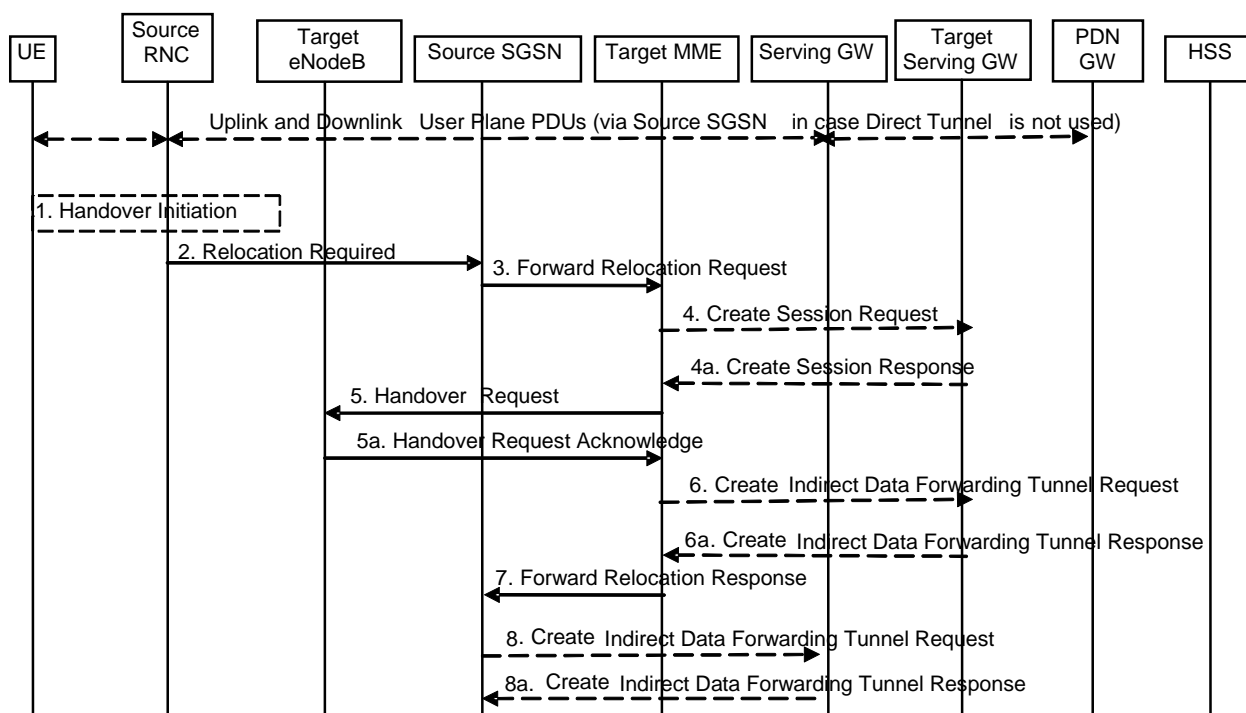 UE
Source
RNC
Target
eNodeB
Source SGSN
Target MME
Serving GW
Target
Serving GW
PDN
GW
HSS
Uplink and Downlink User Plane PDUs (via Source SGSN in case Direct Tunnel is not used)
1. Handover Initiation
2. Relocation Required
3. Forward Relocation Request
4. Create Session Request
4a. Create Session Response
5. Handover Request
5a. Handover Request Acknowledge
6. Create Indirect Data Forwarding Tunnel Request
6a. Create Indirect Data Forwarding Tunnel Response
7. Forward Relocation Response
8. Create Indirect Data Forwarding Tunnel Request
8a. Create Indirect Data Forwarding Tunnel Response